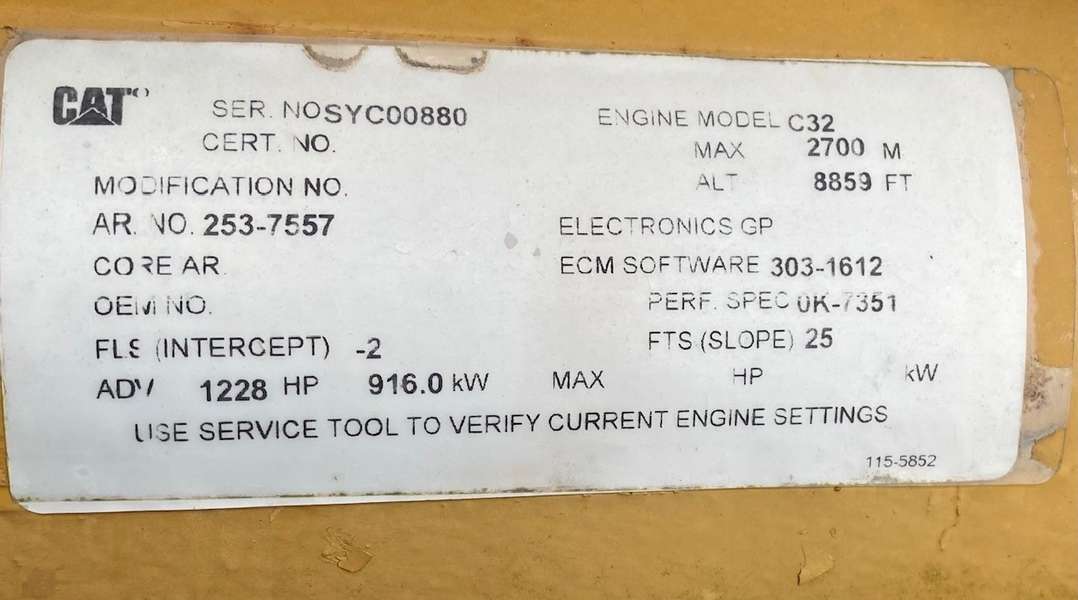 CAT SER. NO SYC00880 ENGINE MODEL C32
CERT. NO. MAX 2700 M
MODIFICATION NO. ALT 8859 FT
AR. NO. 253-7557 ELECTRONICS GP
CORE AR ECM SOFTWARE 303-1612
OEM NO. PERF. SPEC 0K-7351
FLS (INTERCEPT) -2 FTS (SLOPE) 25
ADV 1228 HP 916.0 kW MAX HP kW
USE SERVICE TOOL TO VERIFY CURRENT ENGINE SETTINGS
115-5852